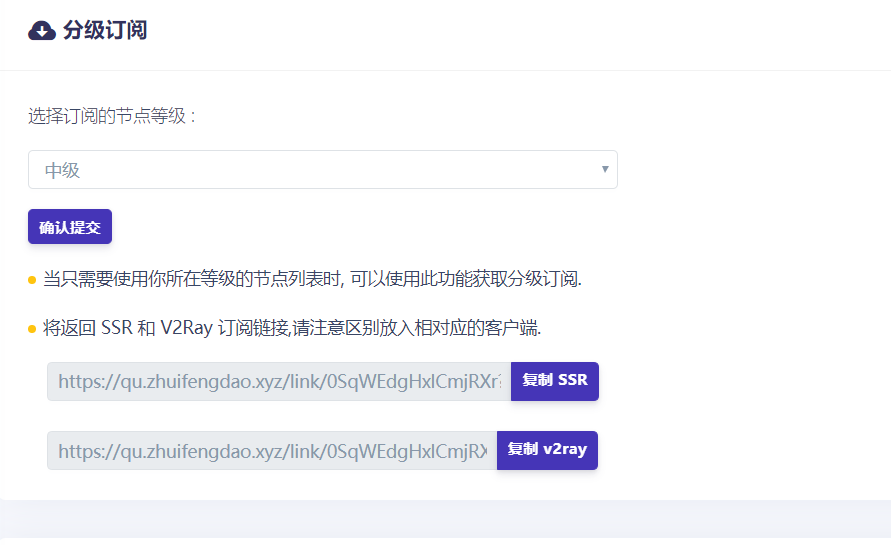 分级订阅
选择订阅的节点等级 :
中级
确认提交
当只需要使用你所在等级的节点列表时, 可以使用此功能获取分级订阅.
将返回 SSR 和 V2Ray 订阅链接,请注意区别放入相对应的客户端.
https://qu.zhuifengdao.xyz/link/0SqWEdgHxlCmjRXr? 复制 SSR
https://qu.zhuifengdao.xyz/link/0SqWEdgHxlCmjRX 复制 v2ray